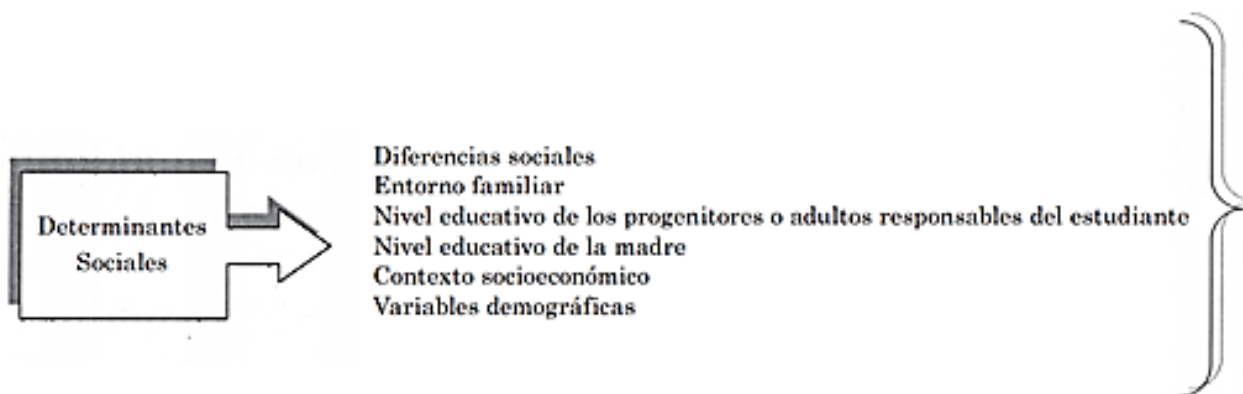 Determinantes
Sociales
Diferencias sociales
Entorno familiar
Nivel educativo de los progenitores o adultos responsables del estudiante
Nivel educativo de la madre
Contexto socioeconómico
Variables demográficas